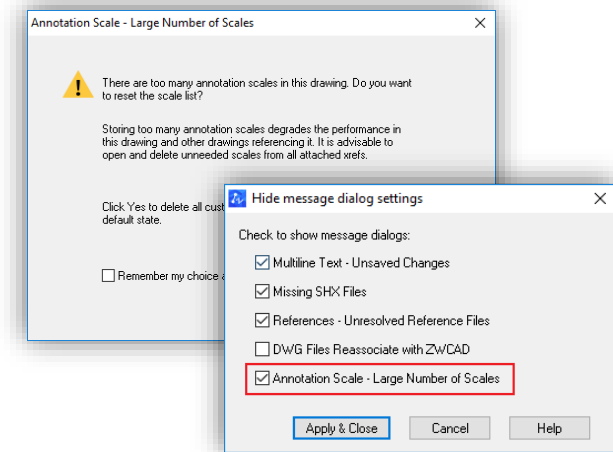 Annotation Scale - Large Number of Scales
There are too many annotation scales in this drawing. Do you want
to reset the scale list?
Storing too many annotation scales degrades the performance in
this drawing and other drawings referencing it. It is advisable to
open and delete unneeded scales from all attached xrefs.
Click Yes to delete all
default state.
Remember my choice
Hide message dialog settings
Check to show message dialogs:
Multiline Text - Unsaved Changes
Missing SHX Files
References - Unresolved Reference Files
DWG Files Reassociate with ZWCAD
Annotation Scale - Large Number of Scales
Apply & Close
Cancel
Help